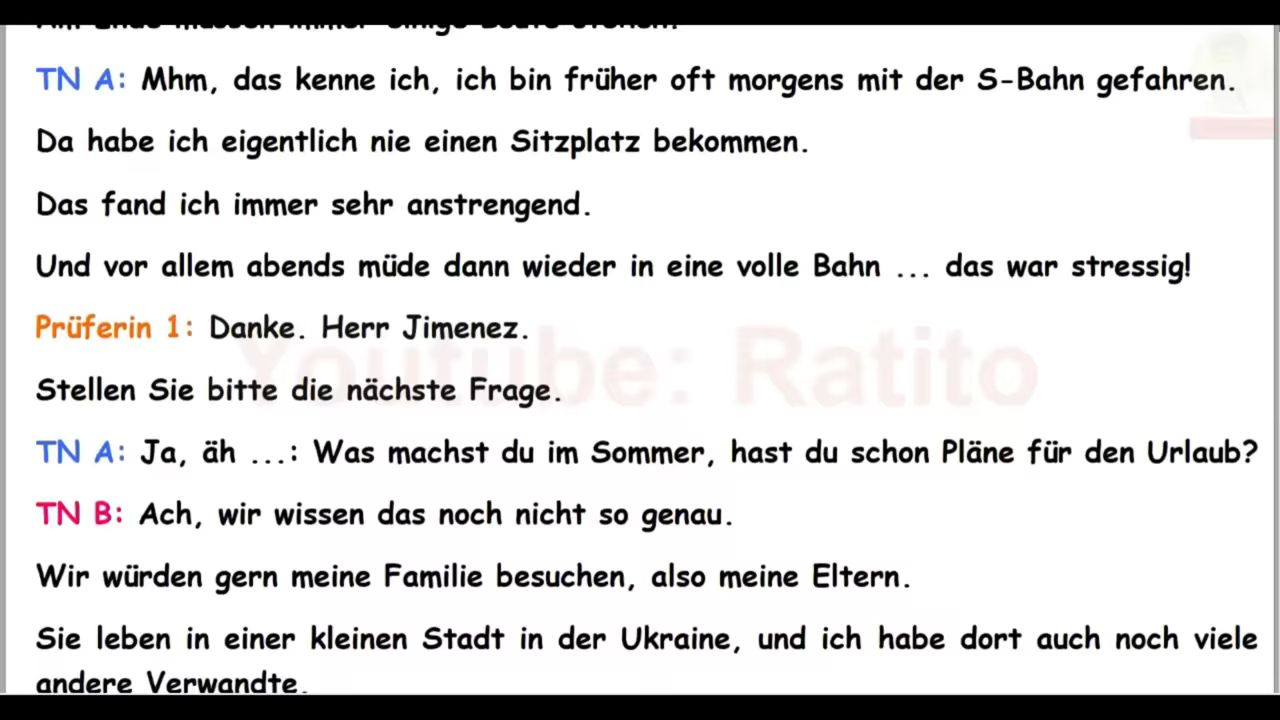 TN A: Mhm, das kenne ich, ich bin früher oft morgens mit der S-Bahn gefahren.
Da habe ich eigentlich nie einen Sitzplatz bekommen.
Das fand ich immer sehr anstrengend.
Und vor allem abends müde dann wieder in eine volle Bahn ... das war stressig!
Prüferin 1: Danke. Herr Jimenez.
Youtube: Ratito
Stellen Sie bitte die nächste Frage.
TN A: Ja, äh ...: Was machst du im Sommer, hast du schon Pläne für den Urlaub?
TN B: Ach, wir wissen das noch nicht so genau.
Wir würden gern meine Familie besuchen, also meine Eltern.
Sie leben in einer kleinen Stadt in der Ukraine, und ich habe dort auch noch viele
andere Verwandte.